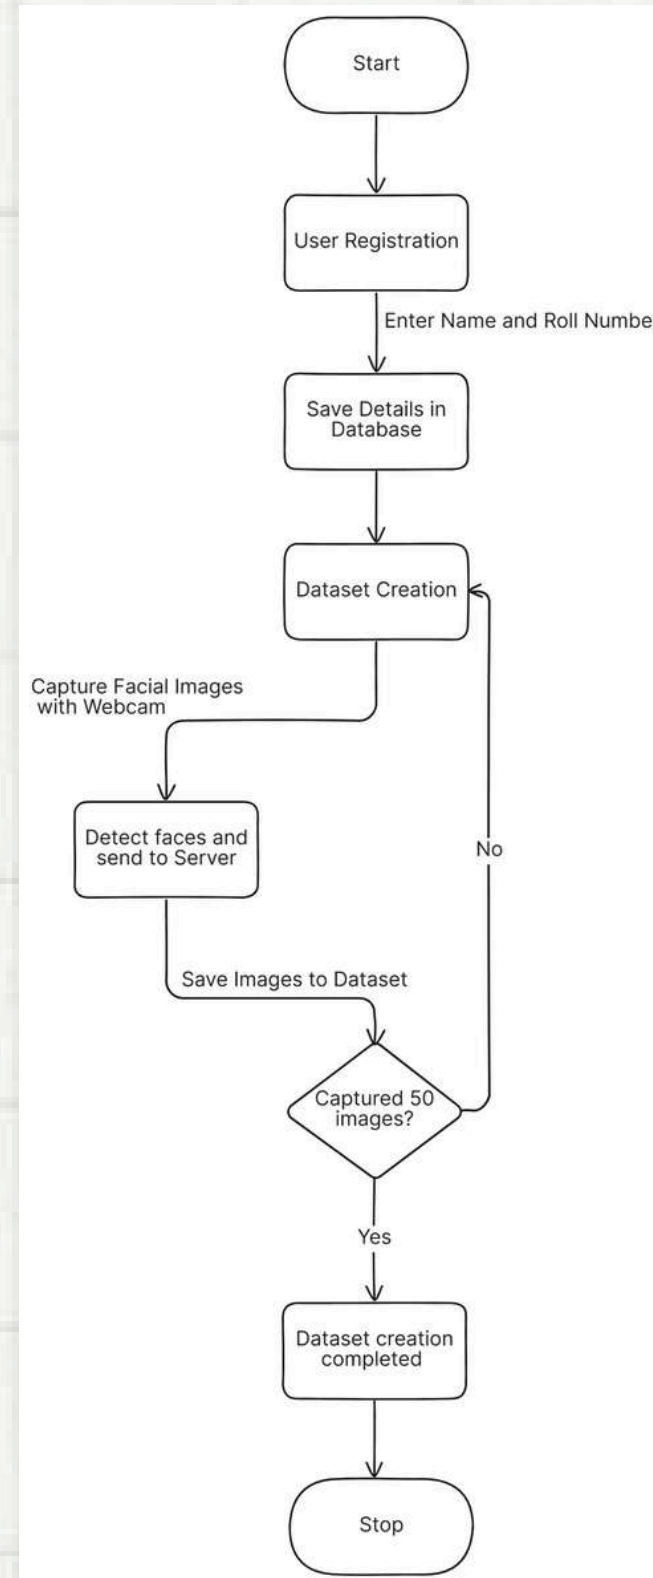 Start
User Registration
Enter Name and Roll Numbe
Save Details in
Database
Dataset Creation
Capture Facial Images
with Webcam
Detect faces and
send to Server
No
Save Images to Dataset
Captured 50
images?
Yes
Dataset creation
completed
Stop